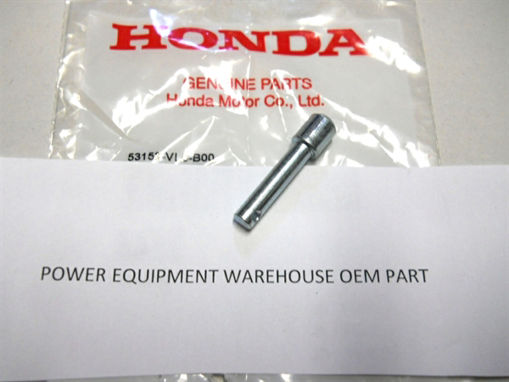 HONDA
GENUINE PARTS
Honda Motor Co., Ltd.
POWER EQUIPMENT WAREHOUSE OEM PART